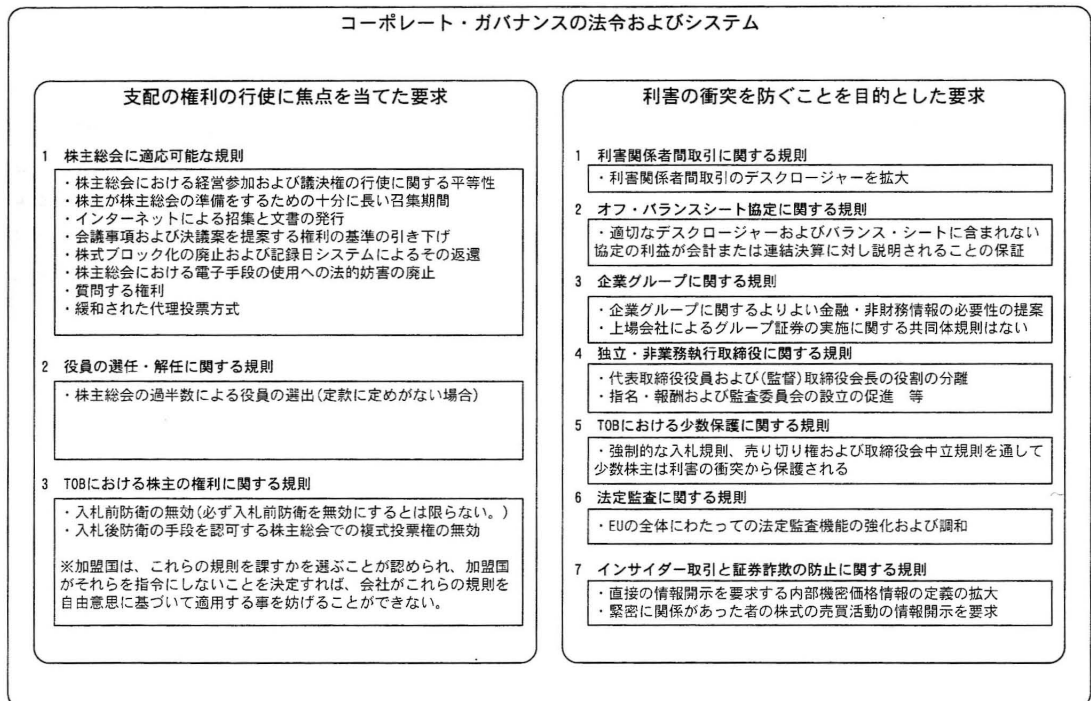 コーポレート・ガバナンスの法令およびシステム
支配の権利の行使に焦点を当てた要求
1 株主総会に適応可能な規則
・株主総会における経営参加および議決権の行使に関する平等性
・株主が株主総会の準備をするための十分に長い召集期間
・インターネットによる招集と文書の発行
・会議事項および決議案を提案する権利の基準の引き下げ
・株式ブロック化の廃止および記録日システムによるその返還
・株主総会における電子手段の使用への法的妨害の廃止
・質問する権利
・緩和された代理投票方式
2 役員の選任・解任に関する規則
・株主総会の過半数による役員の選出(定款に定めがない場合)
3 TOBにおける株主の権利に関する規則
・入札前防衛の無効(必ず入札前防衛を無効にするとは限らない。)
・入札後防衛の手段を認可する株主総会での複式投票権の無効
※加盟国は、これらの規則を課すかを選ぶことが認められ、加盟国
がそれらを指令にしないことを決定すれば、会社がこれらの規則を
自由意思に基づいて適用する事を妨げることができない。
利害の衝突を防ぐことを目的とした要求
1 利害関係者間取引に関する規則
・利害関係者間取引のデスクロージャーを拡大
2 オフ・バランスシート協定に関する規則
・適切なデスクロージャーおよびバランス・シートに含まれない
協定の利益が会計または連結決算に対し説明されることの保証
3 企業グループに関する規則
・企業グループに関するよりよい金融・非財務情報の必要性の提案
・上場会社によるグループ証券の実施に関する共同体規則はない
4 独立・非業務執行取締役に関する規則
・代表取締役役員および(監督)取締役会長の役割の分離
・指名・報酬および監査委員会の設立の促進 等
5 TOBにおける少数保護に関する規則
・強制的な入札規則、売り切り権および取締役会中立規則を通して
少数株主は利害の衝突から保護される
6 法定監査に関する規則
・EUの全体にわたっての法定監査機能の強化および調和
7 インサイダー取引と証券詐欺の防止に関する規則
・直接の情報開示を要求する内部機密価格情報の定義の拡大
・緊密に関係があった者の株式の売買活動の情報開示を要求